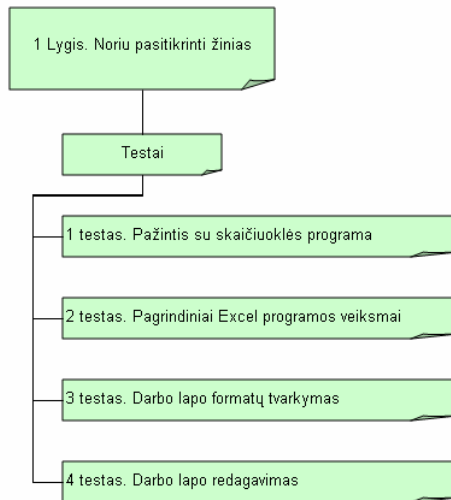 1 Lygis. Noriu pasitikrinti žinias
Testai
1 testas. Pažintis su skaičiuoklės programa
2 testas. Pagrindiniai Excel programos veiksmai
3 testas. Darbo lapo formatų tvarkymas
4 testas. Darbo lapo redagavimas